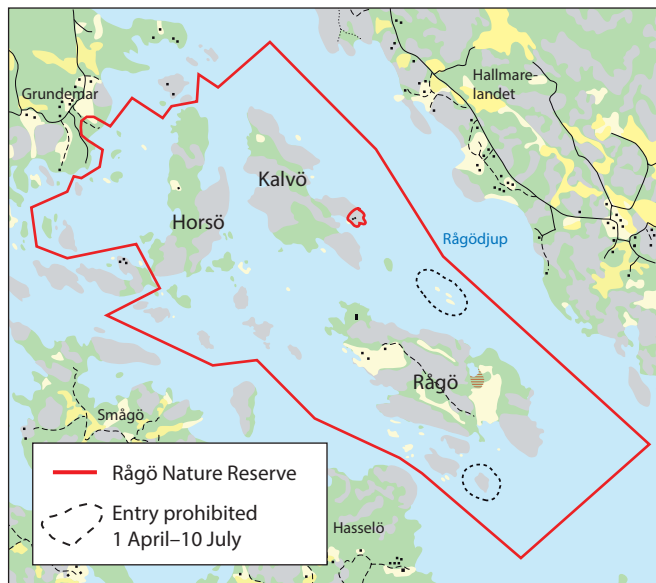 Grundemar
Hallmare-
landet
Kalvö
Horsö
Rågödjup
Rågö
Smågö
Rågö Nature Reserve
Entry prohibited
1 April–10 July
Hasselö